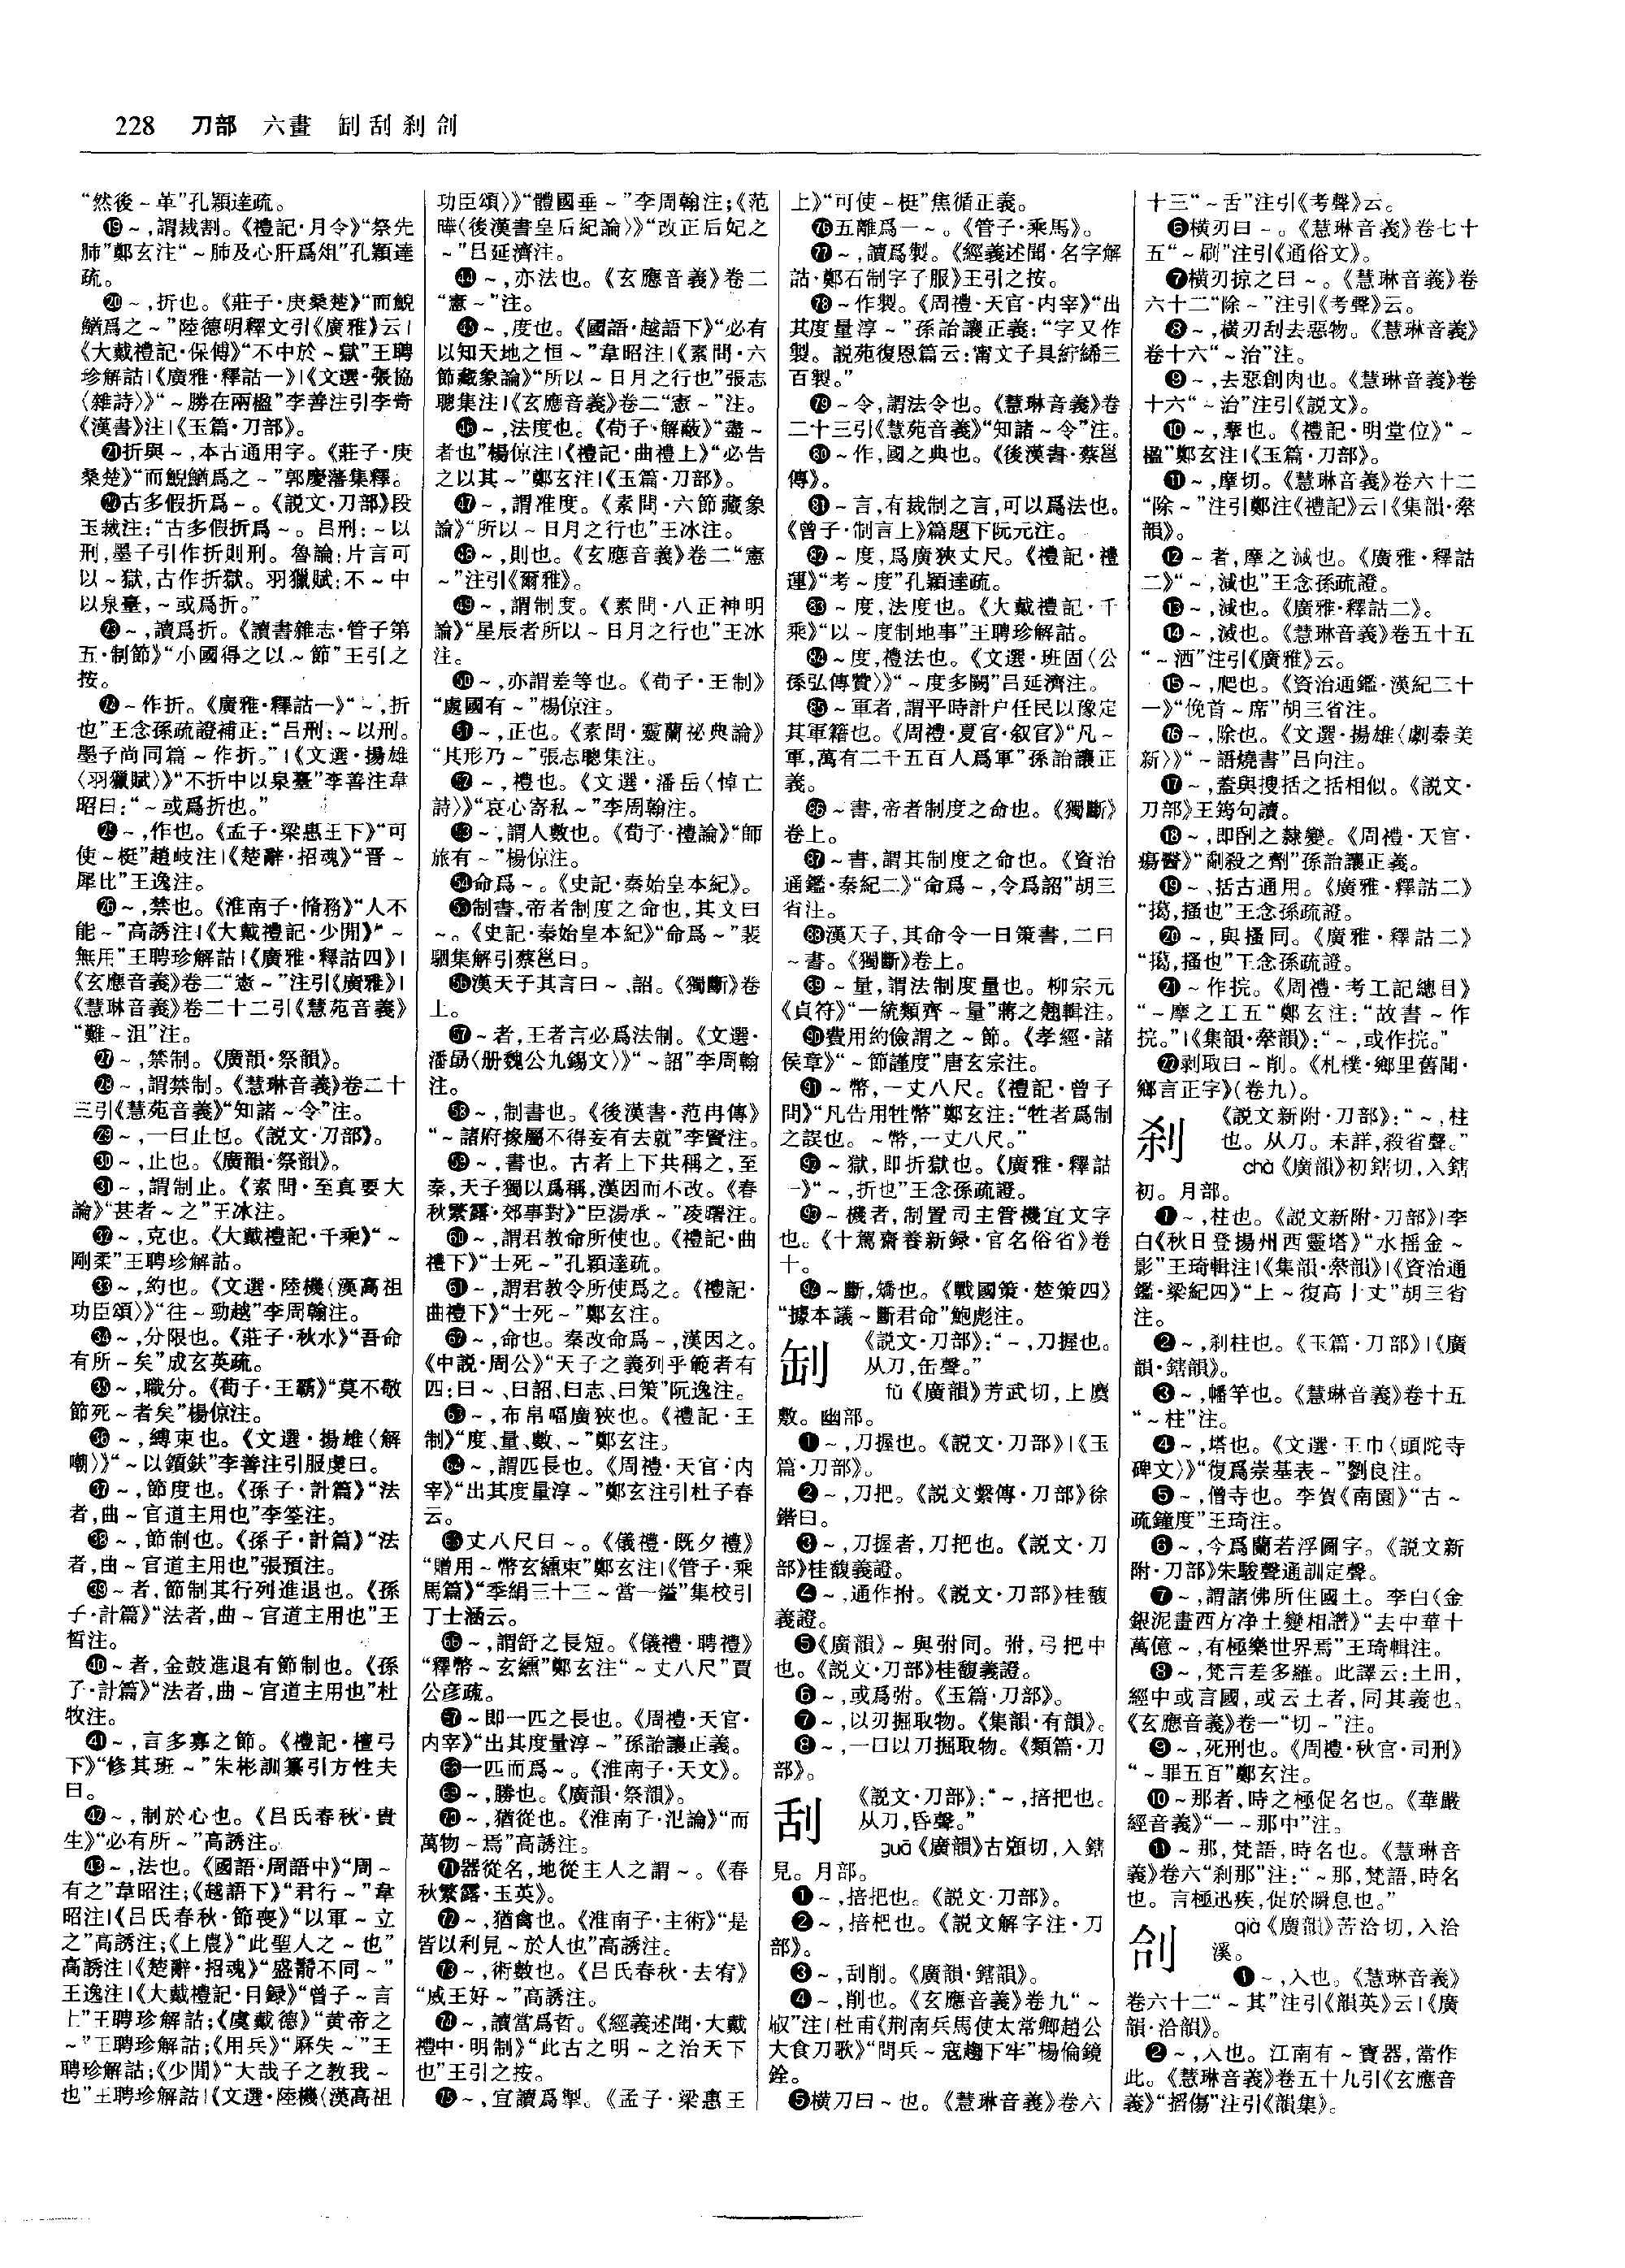 228 刀部 六畫 𠛗刮刹㓣
“然後～革”孔穎達疏。
⑲～,謂裁割。《禮記·月令》“祭先
肺”鄭玄注“～肺及心肝爲俎”孔穎達
疏。
⑳～,折也。《莊子·庚桑楚》“而鯢
鰌爲之～”陸德明釋文引《廣雅》云|
《大戴禮記·保傅》“不中於～獄”王聘
珍解詁|《廣雅·釋詁一》|《文選·張協
〈雜詩〉》“～勝在兩楹”李善注引李奇
《漢書》注|《玉篇·刀部》。
㉑折與～,本古通用字。《莊子·庚
桑楚》“而鯢鰌爲之～”郭慶藩集釋。
㉒古多假折爲～。《説文·刀部》段
玉裁注:“古多假折爲～。吕刑:～以
刑,墨子引作折則刑。魯論:片言可
以～獄,古作折獄。羽獵賦:不～中
以泉臺,～或爲折。”
㉓～,讀爲折。《讀書雜志·管子第
五·制節》“小國得之以～節”王引之
按。
㉔～作折。《廣雅·釋詁一》“～,折
也”王念孫疏證補正:“吕刑:～以刑。
墨子尚同篇～作折。”|《文選·揚雄
〈羽獵賦〉》“不折中以泉臺”李善注韋
昭曰:“～或爲折也。”
㉕～,作也。《孟子·梁惠王下》“可
使～梃”趙岐注|《楚辭·招魂》“晋～
犀比”王逸注。
㉖～,禁也。《淮南子·脩務》“人不
能～”高誘注|《大戴禮記·少閒》“～
無用”王聘珍解詁|《廣雅·釋詁四》|
《玄應音義》卷二“憲～”注引《廣雅》|
《慧琳音義》卷二十二引《慧苑音義》
“難～沮”注。
㉗～,禁制。《廣韻·祭韻》。
㉘～,謂禁制。《慧琳音義》卷二十
三引《慧苑音義》“知諸～令”注。
㉙～,一曰止也。《説文·刀部》。
㉚～,止也。《廣韻·祭韻》。
㉛～,謂制止。《素問·至真要大
論》“甚者～之”王冰注。
㉜～,克也。《大戴禮記·千乘》“～
剛柔”王聘珍解詁。
㉝～,約也。《文選·陸機〈漢高祖
功臣頌〉》“往～勁越”李周翰注。
㉞～,分限也。《莊子·秋水》“吾命
有所～矣”成玄英疏。
㉟～,職分。《荀子·王霸》“莫不敬
節死～者矣”楊倞注。
㊱～,縛束也。《文選·揚雄〈解
嘲〉》“～以鑕鈇”李善注引服虔曰。
㊲～,節度也。《孫子·計篇》“法
者,曲～官道主用也”李筌注。
㊳～,節制也。《孫子·計篇》“法
者,曲～官道主用也”張預注。
㊴～者,節制其行列進退也。《孫
子·計篇》“法者,曲～官道主用也”王
晳注。
㊵～者,金鼓進退有節制也。《孫
子·計篇》“法者,曲～官道主用也”杜
牧注。
㊶～,言多寡之節。《禮記·檀弓
下》“修其班～”朱彬訓纂引方性夫
曰。
㊷～,制於心也。《吕氏春秋·貴
生》“必有所～”高誘注。
㊸～,法也。《國語·周語中》“周～
有之”韋昭注;《越語下》“君行～”韋
昭注|《吕氏春秋·節喪》“以軍～立
之”高誘注;《上農》“此聖人之～也”
高誘注|《楚辭·招魂》“盛鬋不同～”
王逸注|《大戴禮記·目録》“曾子～言
上”王聘珍解詁;《虞戴德》“黄帝之
～”王聘珍解詁;《用兵》“厤失～”王
聘珍解詁;《少閒》“大哉子之教我～
也”王聘珍解詁|《文選·陸機〈漢高祖
功臣頌〉》“體國垂～”李周翰注;《范
曄〈後漢書皇后紀論〉》“改正后妃之
～”吕延濟注。
㊹～,亦法也。《玄應音義》卷二
“憲～”注。
㊺～,度也。《國語·越語下》“必有
以知天地之恒～”韋昭注|《素問·六
節藏象論》“所以～日月之行也”張志
聰集注|《玄應音義》卷二“憲～”注。
㊻～,法度也。《荀子·解蔽》“盡～
者也”楊倞注|《禮記·曲禮上》“必告
之以其～”鄭玄注|《玉篇·刀部》。
㊼～,謂准度。《素問·六節藏象
論》“所以～日月之行也”王冰注。
㊽～,則也。《玄應音義》卷二“憲
～”注引《爾雅》。
㊾～,謂制度。《素問·八正神明
論》“星辰者所以～日月之行也”王冰
注。
㊿～,亦謂差等也。《荀子·王制》
“處國有～”楊倞注。
51～,正也。《素問·靈蘭祕典論》
“其形乃～”張志聰集注。
52～,禮也。《文選·潘岳〈悼亡
詩〉》“哀心寄私～”李周翰注。
53～,謂人數也。《荀子·禮論》“師
旅有～”楊倞注。
54命爲～。《史記·秦始皇本紀》。
55制書,帝者制度之命也,其文曰
～。《史記·秦始皇本紀》“命爲～”裴
駰集解引蔡邕曰。
56漢天子其言曰～、詔。《獨斷》卷
上。
57～者,王者言必爲法制。《文選·
潘勗〈册魏公九錫文〉》“～詔”李周翰
注。
58～,制書也。《後漢書·范冉傳》
“～諸府掾屬不得妄有去就”李賢注。
59～,書也。古者上下共稱之,至
秦,天子獨以爲稱,漢因而不改。《春
秋繁露·郊事對》“臣湯承～”凌曙注。
60～,謂君教命所使也。《禮記·曲
禮下》“士死～”孔穎達疏。
61～,謂君教令所使爲之。《禮記·
曲禮下》“士死～”鄭玄注。
62～,命也。秦改命爲～,漢因之。
《中説·周公》“天子之義列乎範者有
四:曰～、曰詔、曰志、曰策”阮逸注。
63～,布帛幅廣狹也。《禮記·王
制》“度、量、數、～”鄭玄注。
64～,謂匹長也。《周禮·天官·内
宰》“出其度量淳～”鄭玄注引杜子春
云。
65丈八尺曰～。《儀禮·既夕禮》
“贈用～幣玄纁束”鄭玄注|《管子·乘
馬篇》“季絹三十三～當一鎰”集校引
丁士涵云。
66～,謂舒之長短。《儀禮·聘禮》
“釋幣～玄纁”鄭玄注“～丈八尺”賈
公彦疏。
67～即一匹之長也。《周禮·天官·
内宰》“出其度量淳～”孫詒讓正義。
68一匹而爲～。《淮南子·天文》。
69～,勝也。《廣韻·祭韻》。
70～,猶從也。《淮南子·氾論》“而
萬物～焉”高誘注。
71器從名,地從主人之謂～。《春
秋繁露·玉英》。
72～,猶禽也。《淮南子·主術》“是
皆以利見～於人也”高誘注。
73～,術數也。《吕氏春秋·去宥》
“威王好～”高誘注。
74～,讀當爲哲。《經義述聞·大戴
禮中·明制》“此古之明～之治天下
也”王引之按。
75～,宜讀爲掣。《孟子·梁惠王
上》“可使～梃”焦循正義。
76五離爲一～。《管子·乘馬》。
77～,讀爲製。《經義述聞·名字解
詁·鄭石制字子服》王引之按。
78～作製。《周禮·天官·内宰》“出
其度量淳～”孫詒讓正義:“字又作
製。説苑復恩篇云:甯文子具紵絺三
百製。”
79～令,謂法令也。《慧琳音義》卷
二十三引《慧苑音義》“知諸～令”注。
80～作,國之典也。《後漢書·蔡邕
傳》。
81～言,有裁制之言,可以爲法也。
《曾子·制言上》篇題下阮元注。
82～度,爲廣狹丈尺。《禮記·禮
運》“考～度”孔穎達疏。
83～度,法度也。《大戴禮記·千
乘》“以～度制地事”王聘珍解詁。
84～度,禮法也。《文選·班固〈公
孫弘傳贊〉》“～度多闕”吕延濟注。
85～軍者,謂平時計户任民以豫定
其軍籍也。《周禮·夏官·叙官》“凡～
軍,萬有二千五百人爲軍”孫詒讓正
義。
86～書,帝者制度之命也。《獨斷》
卷上。
87～書,謂其制度之命也。《資治
通鑑·秦紀二》“命爲～,令爲詔”胡三
省注。
88漢天子,其命令一曰策書,二曰
～書。《獨斷》卷上。
89～量,謂法制度量也。柳宗元
《貞符》“一統類齊～量”蔣之翹輯注。
90費用約儉謂之～節。《孝經·諸
侯章》“～節謹度”唐玄宗注。
91～幣,一丈八尺。《禮記·曾子
問》“凡告用牲幣”鄭玄注:“牲者爲制
之誤也。～幣,一丈八尺。”
92～獄,即折獄也。《廣雅·釋詁
一》“～,折也”王念孫疏證。
93～機者,制置司主管機宜文字
也。《十駕齋養新録·官名俗省》卷
十。
94～斷,矯也。《戰國策·楚策四》
“據本議～斷君命”鮑彪注。
𠛗
《説文·刀部》:“～,刀握也。
从刀,缶聲。”
fǔ《廣韻》芳武切,上麌
敷。幽部。
❶～,刀握也。《説文·刀部》|《玉
篇·刀部》。
❷～,刀把。《説文繫傳·刀部》徐
鍇曰。
❸～,刀握者,刀把也。《説文·刀
部》桂馥義證。
❹～,通作拊。《説文·刀部》桂馥
義證。
❺《廣韻》～與弣同。弣,弓把中
也。《説文·刀部》桂馥義證。
❻～,或爲弣。《玉篇·刀部》。
❼～,以刃掘取物。《集韻·有韻》。
❽～,一曰以刀掘取物。《類篇·刀
部》。
刮
《説文·刀部》:“～,掊把也。
从刀,昏聲。”
guā《廣韻》古䫔切,入鎋
見。月部。
❶～,掊把也。《説文·刀部》。
❷～,掊杷也。《説文解字注·刀
部》。
❸～,刮削。《廣韻·鎋韻》。
❹～,削也。《玄應音義》卷九“～
㕞”注|杜甫《荆南兵馬使太常卿趙公
大食刀歌》“問兵～寇趨下牢”楊倫鏡
銓。
❺横刀曰～也。《慧琳音義》卷六
十三“～舌”注引《考聲》云。
❻横刃曰～。《慧琳音義》卷七十
五“～刷”注引《通俗文》。
❼横刃掠之曰～。《慧琳音義》卷
六十二“除～”注引《考聲》云。
❽～,横刃刮去惡物。《慧琳音義》
卷十六“～治”注。
❾～,去惡創肉也。《慧琳音義》卷
十六“～治”注引《説文》。
❿～,摩也。《禮記·明堂位》“～
楹”鄭玄注|《玉篇·刀部》。
⓫～,摩切。《慧琳音義》卷六十二
“除～”注引鄭注《禮記》云|《集韻·舝
韻》。
⓬～者,摩之減也。《廣雅·釋詁
二》“～,減也”王念孫疏證。
⓭～,減也。《廣雅·釋詁二》。
⓮～,減也。《慧琳音義》卷五十五
“～洒”注引《廣雅》云。
⓯～,爬也。《資治通鑑·漢紀二十
一》“俛首～席”胡三省注。
⓰～,除也。《文選·揚雄〈劇秦美
新〉》“～語燒書”吕向注。
⓱～,蓋與搜括之括相似。《説文·
刀部》王筠句讀。
⓲～,即刮之隸變。《周禮·天官·
瘍醫》“劀殺之劑”孫詒讓正義。
⓳～、括古通用。《廣雅·釋詁二》
“搊,搔也”王念孫疏證。
⓴～,與搔同。《廣雅·釋詁二》
“搊,搔也”王念孫疏證。
㉑～作捖。《周禮·考工記總目》
“～摩之工五”鄭玄注:“故書～作
捖。”|《集韻·舝韻》:“～,或作捖。”
㉒剥取曰～削。《札樸·鄉里舊聞·
鄉言正字》(卷九)。
刹
《説文新附·刀部》:“～,柱
也。从刀。未詳,殺省聲。”
chà《廣韻》初鎋切,入鎋
初。月部。
❶～,柱也。《説文新附·刀部》|李
白《秋日登揚州西靈塔》“水摇金～
影”王琦輯注|《集韻·舝韻》|《資治通
鑑·梁紀四》“上～復高十丈”胡三省
注。
❷～,刹柱也。《玉篇·刀部》|《廣
韻·鎋韻》。
❸～,幡竿也。《慧琳音義》卷十五
“～柱”注。
❹～,塔也。《文選·王巾〈頭陀寺
碑文〉》“復爲崇基表～”劉良注。
❺～,僧寺也。李賀《南園》“古～
疏鐘度”王琦注。
❻～,今爲蘭若浮圖字。《説文新
附·刀部》朱駿聲通訓定聲。
❼～,謂諸佛所住國土。李白《金
銀泥畫西方净土變相讚》“去中華十
萬億～,有極樂世界焉”王琦輯注。
❽～,梵言差多羅。此譯云:土田,
經中或言國,或云土者,同其義也。
《玄應音義》卷一“切～”注。
❾～,死刑也。《周禮·秋官·司刑》
“～罪五百”鄭玄注。
❿～那者,時之極促名也。《華嚴
經音義》“一～那中”注。
⓫～那,梵語,時名也。《慧琳音
義》卷六“刹那”注:“～那,梵語,時名
也。言極迅疾,促於瞬息也。”
㓣
qià《廣韻》苦洽切,入洽
溪。
❶～,入也。《慧琳音義》
卷六十二“～其”注引《韻英》云|《廣
韻·洽韻》。
❷～,入也。江南有～竇器,當作
此。《慧琳音義》卷五十九引《玄應音
義》“搯傷”注引《韻集》。